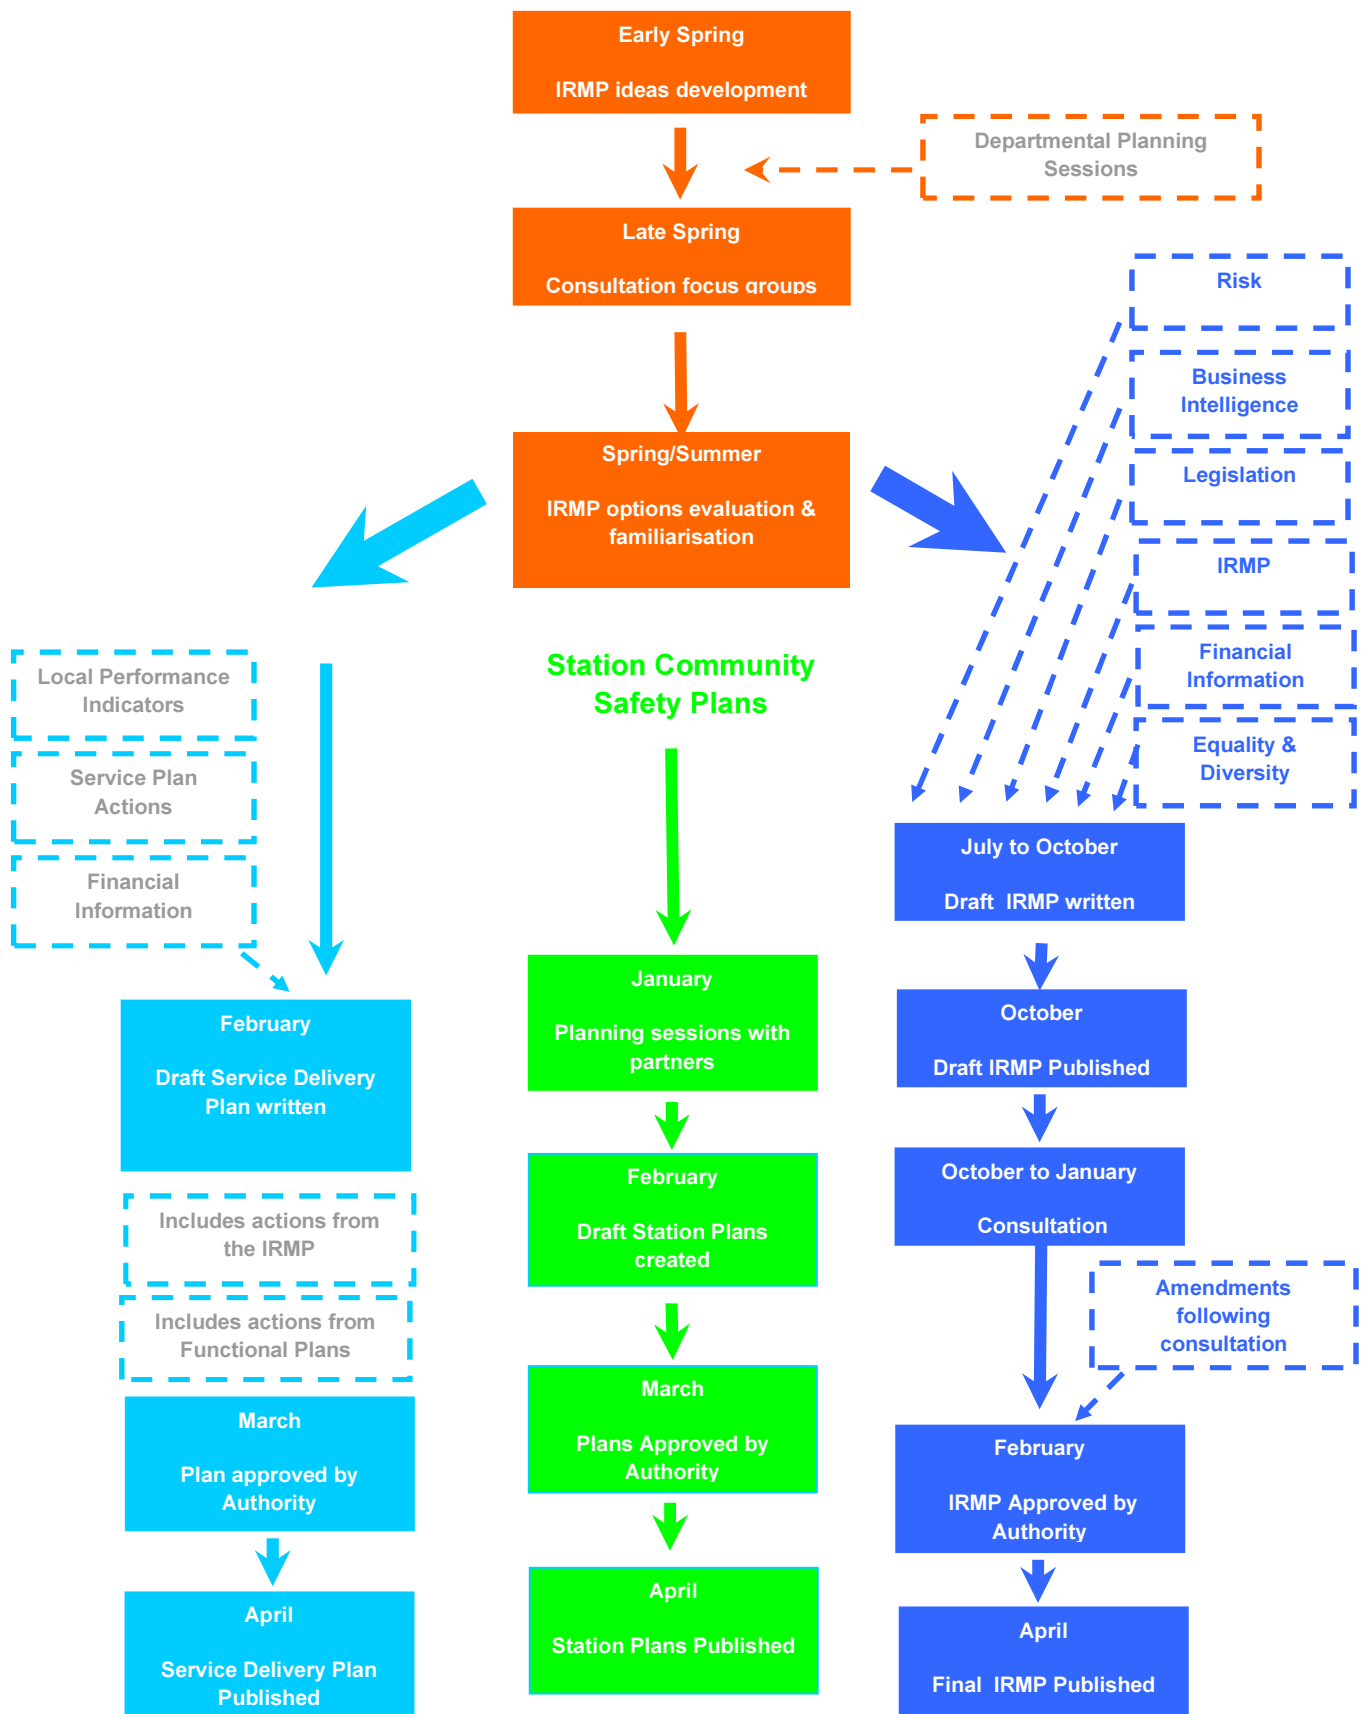 Early Spring
IRMP ideas development
Departmental Planning
Sessions
Late Spring
Consultation focus groups
Risk
Business
Intelligence
Legislation
IRMP
Financial
Information
Equality &
Diversity
Spring/Summer
IRMP options evaluation &
familiarisation
Local Performance
Indicators
Service Plan
Actions
Financial
Information
February
Draft Service Delivery
Plan written
Includes actions from
the IRMP
Includes actions from
Functional Plans
March
Plan approved by
Authority
April
Service Delivery Plan
Published
Station Community
Safety Plans
January
Planning sessions with
partners
February
Draft Station Plans
created
March
Plans Approved by
Authority
April
Station Plans Published
July to October
Draft  IRMP written
October
Draft IRMP Published
October to January
Consultation
Amendments
following
consultation
February
IRMP Approved by
Authority
April
Final  IRMP Published